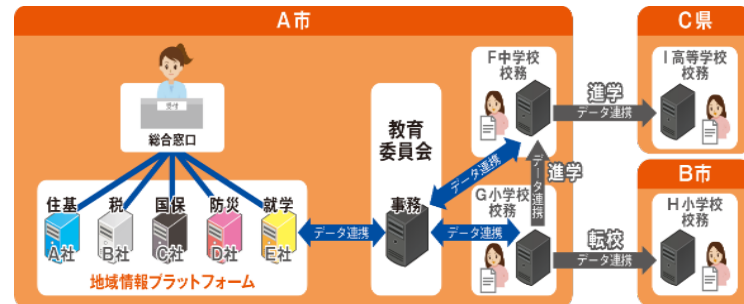 A市
受付
総合窓口
住基
税
国保
防災
就学
A社
B社
C社
D社
E社
地域情報プラットフォーム
データ連携
教育
委員会
事務
データ連携
データ連携
F中学校
校務
進学
データ連携
G小学校
校務
進学
データ連携
転校
データ連携
C県
I高等学校
校務
B市
H小学校
校務